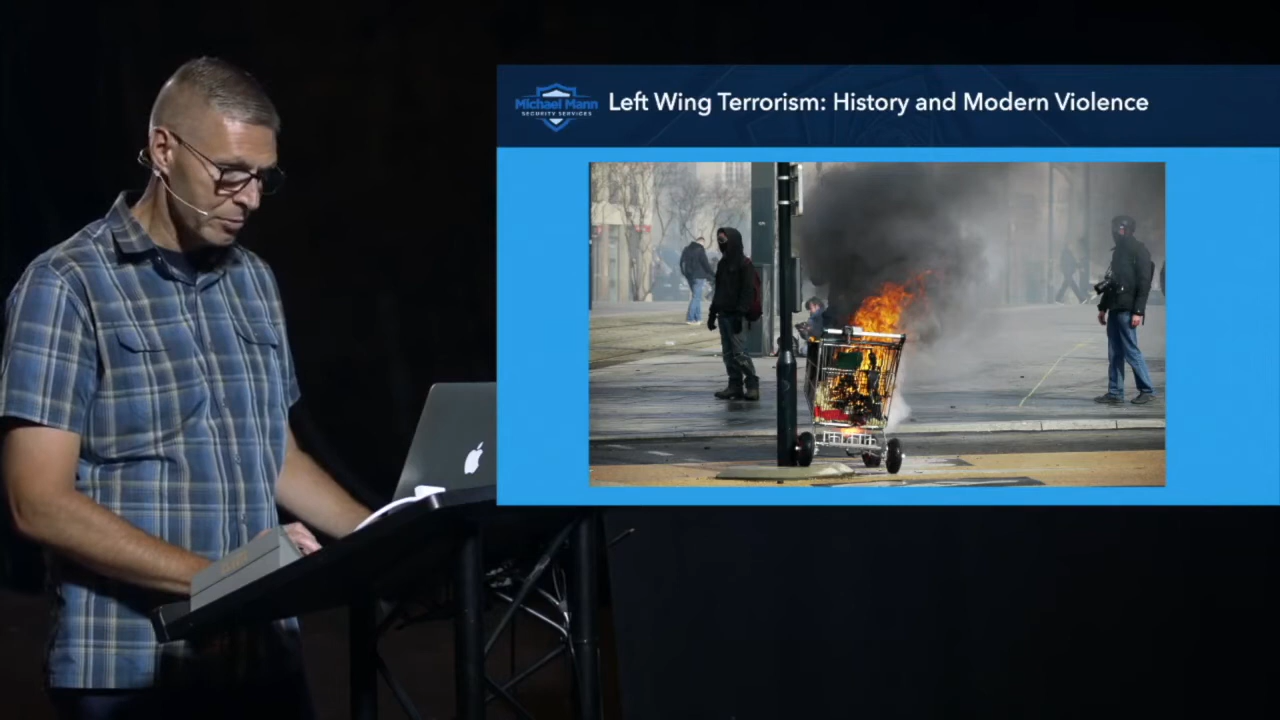 Michael Mann
SECURITY SERVICES
Left Wing Terrorism: History and Modern Violence